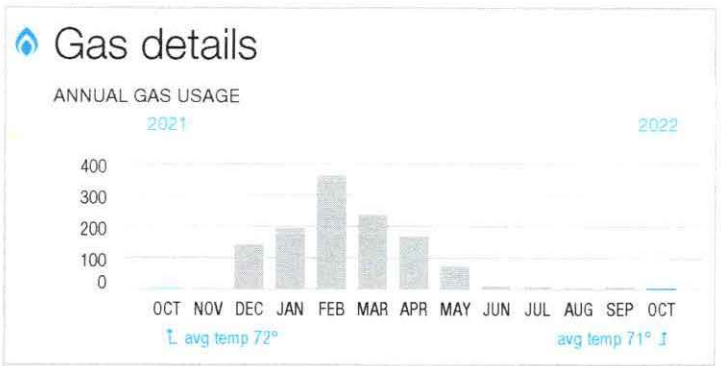 Gas details
ANNUAL GAS USAGE
2021 2022
400
300
200
100
0
OCT NOV DEC JAN FEB MAR APR MAY JUN JUL AUG SEP OCT
avg temp 72° avg temp 71°